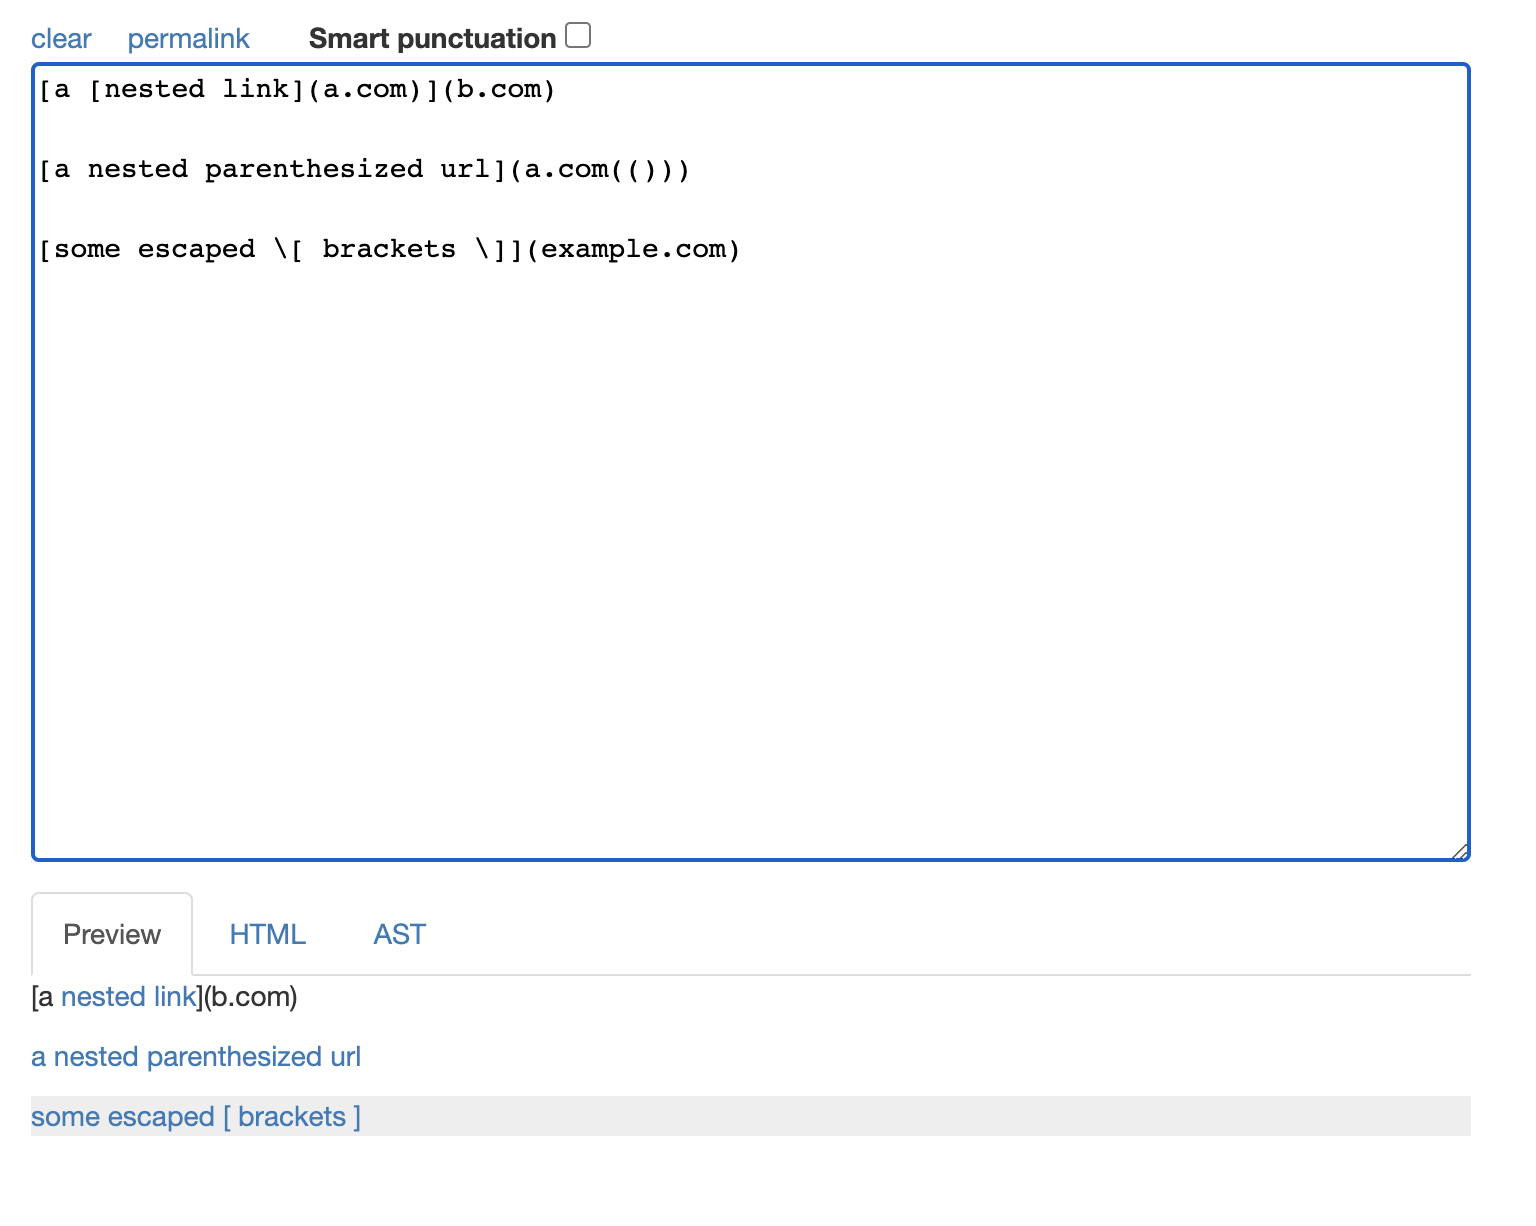 clear permalink Smart punctuation
[a [nested link](a.com)](b.com)
[a nested parenthesized url](a.com(()))
[some escaped \[ brackets \]](example.com)
Preview HTML AST
[a nested link](b.com)
a nested parenthesized url
some escaped [ brackets ]